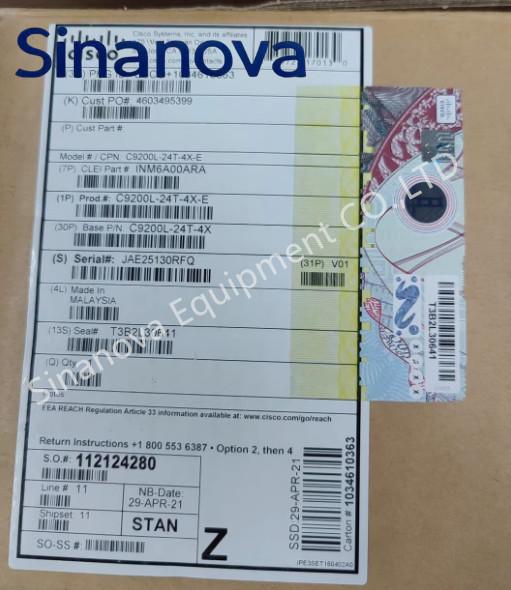 Sinanova
Cisco Systems, Inc. and its affiliates
CISCO
(K) Cust PO# 4603495399
(P) Cust Part #
Model # / CPN: C9200L-24T-4X-E
(7P) CLEI Part # INM6A00ARA
(1P) Prod.#: C9200L-24T-4X-E
(30P) Base P/N: C9200L-24T-4X
(S) Serial#: JAE25130RFQ
(31P) V01
(4L) Made In
MALAYSIA
(13S) Seal# T3B2L30641
(Q) Qty
EEA REACH Regulation Article 33 information available at: www.cisco.com/go/reach
Return Instructions +1 800 553 6387 • Option 2, then 4
S.O.#: 112124280
Line # 11
NB-Date:
29-APR-21
Shipset: 11
STAN
SO-SS #:
Z
SSD 29-APR-21
Carton # 1034610363
T3B2L30641
Sinanova Equipment CO.,LTD